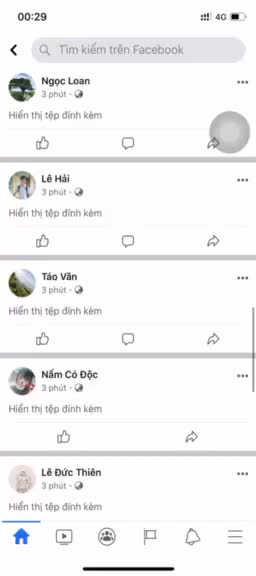 00:29
4G
Tìm kiếm trên Facebook
Ngọc Loan
3 phút ·
Hiển thị tệp đính kèm
Lê Hải
3 phút ·
Hiển thị tệp đính kèm
Táo Văn
3 phút ·
Hiển thị tệp đính kèm
Nấm Có Độc
3 phút ·
Hiển thị tệp đính kèm
Lê Đức Thiên
3 phút ·
Hiển thị tệp đính kèm